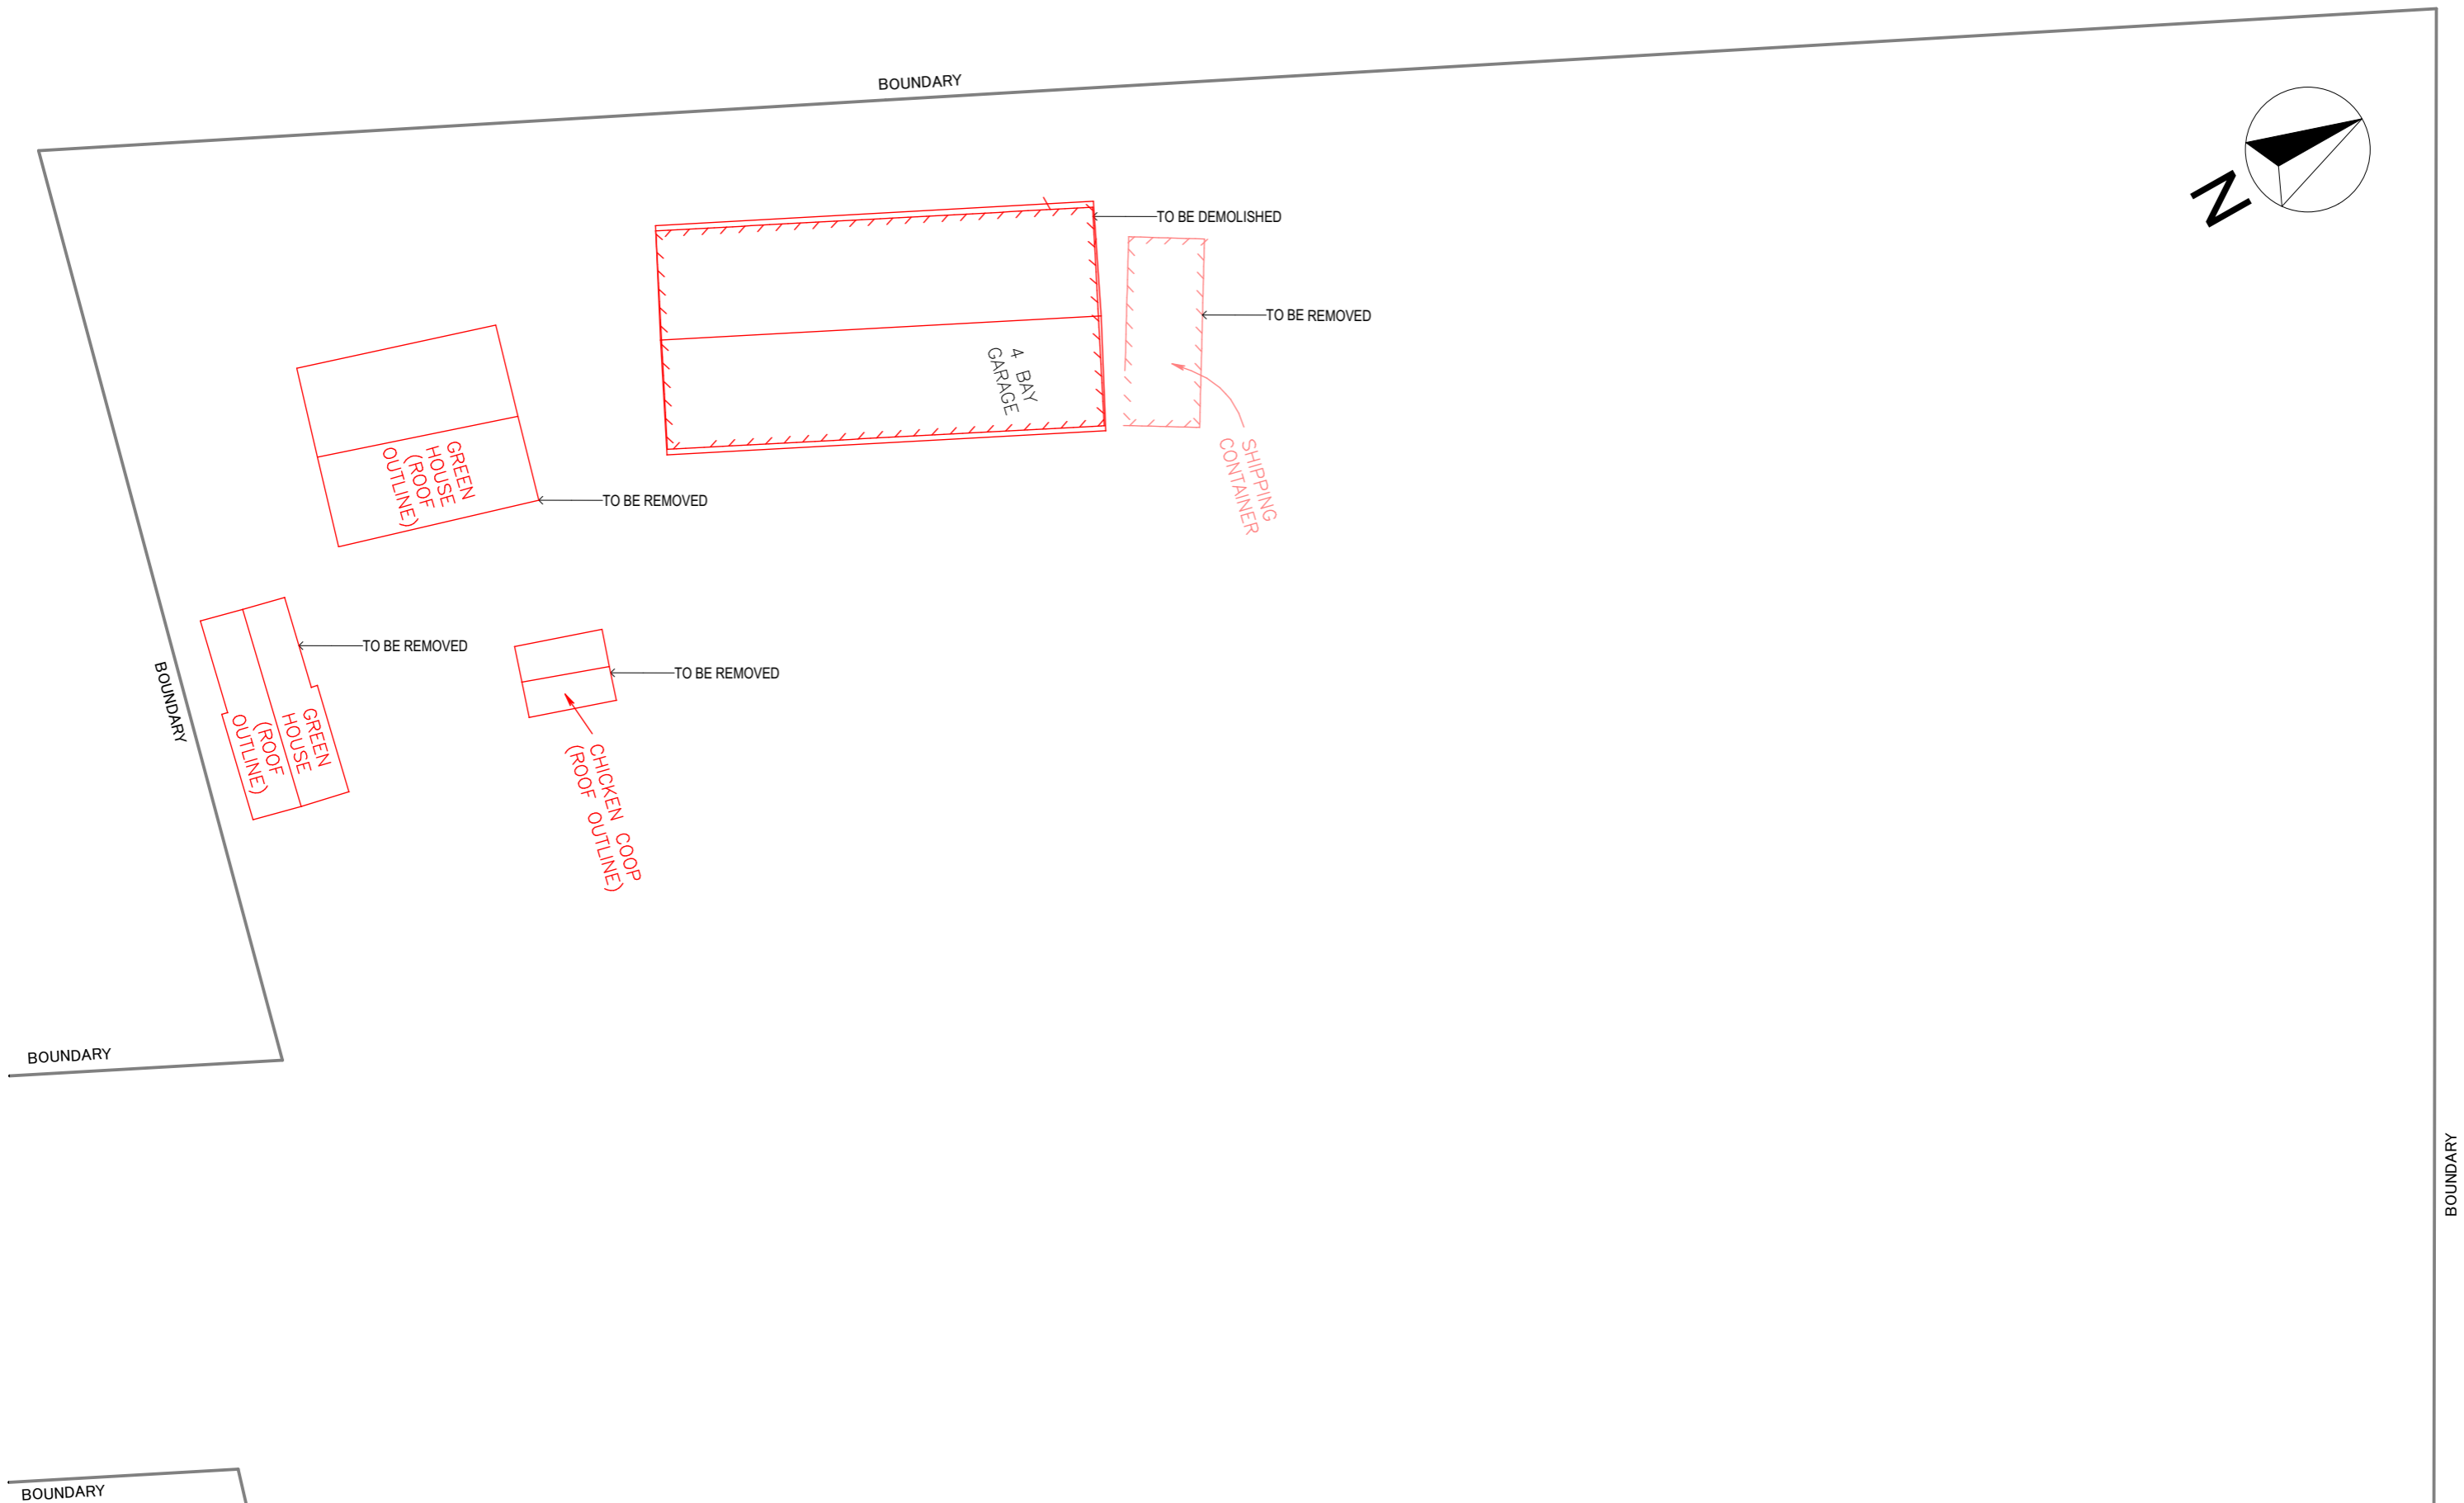 BOUNDARY
N
TO BE DEMOLISHED
TO BE REMOVED
4 BAY
GARAGE
SHIPPING
CONTAINER
GREEN
HOUSE
(ROOF
OUTLINE)
TO BE REMOVED
TO BE REMOVED
TO BE REMOVED
BOUNDARY
GREEN
HOUSE
(ROOF
OUTLINE)
CHICKEN COOP
(ROOF OUTLINE)
BOUNDARY
BOUNDARY
BOUNDARY